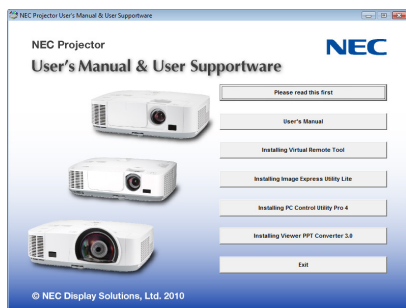 NEC Projector User's Manual & User Supportware
NEC Projector
NEC
User's Manual & User Supportware
Please read this first
User's Manual
Installing Virtual Remote Tool
Installing Image Express Utility Lite
Installing PC Control Utility Pro 4
Installing Viewer PPT Converter 3.0
Exit
© NEC Display Solutions, Ltd. 2010